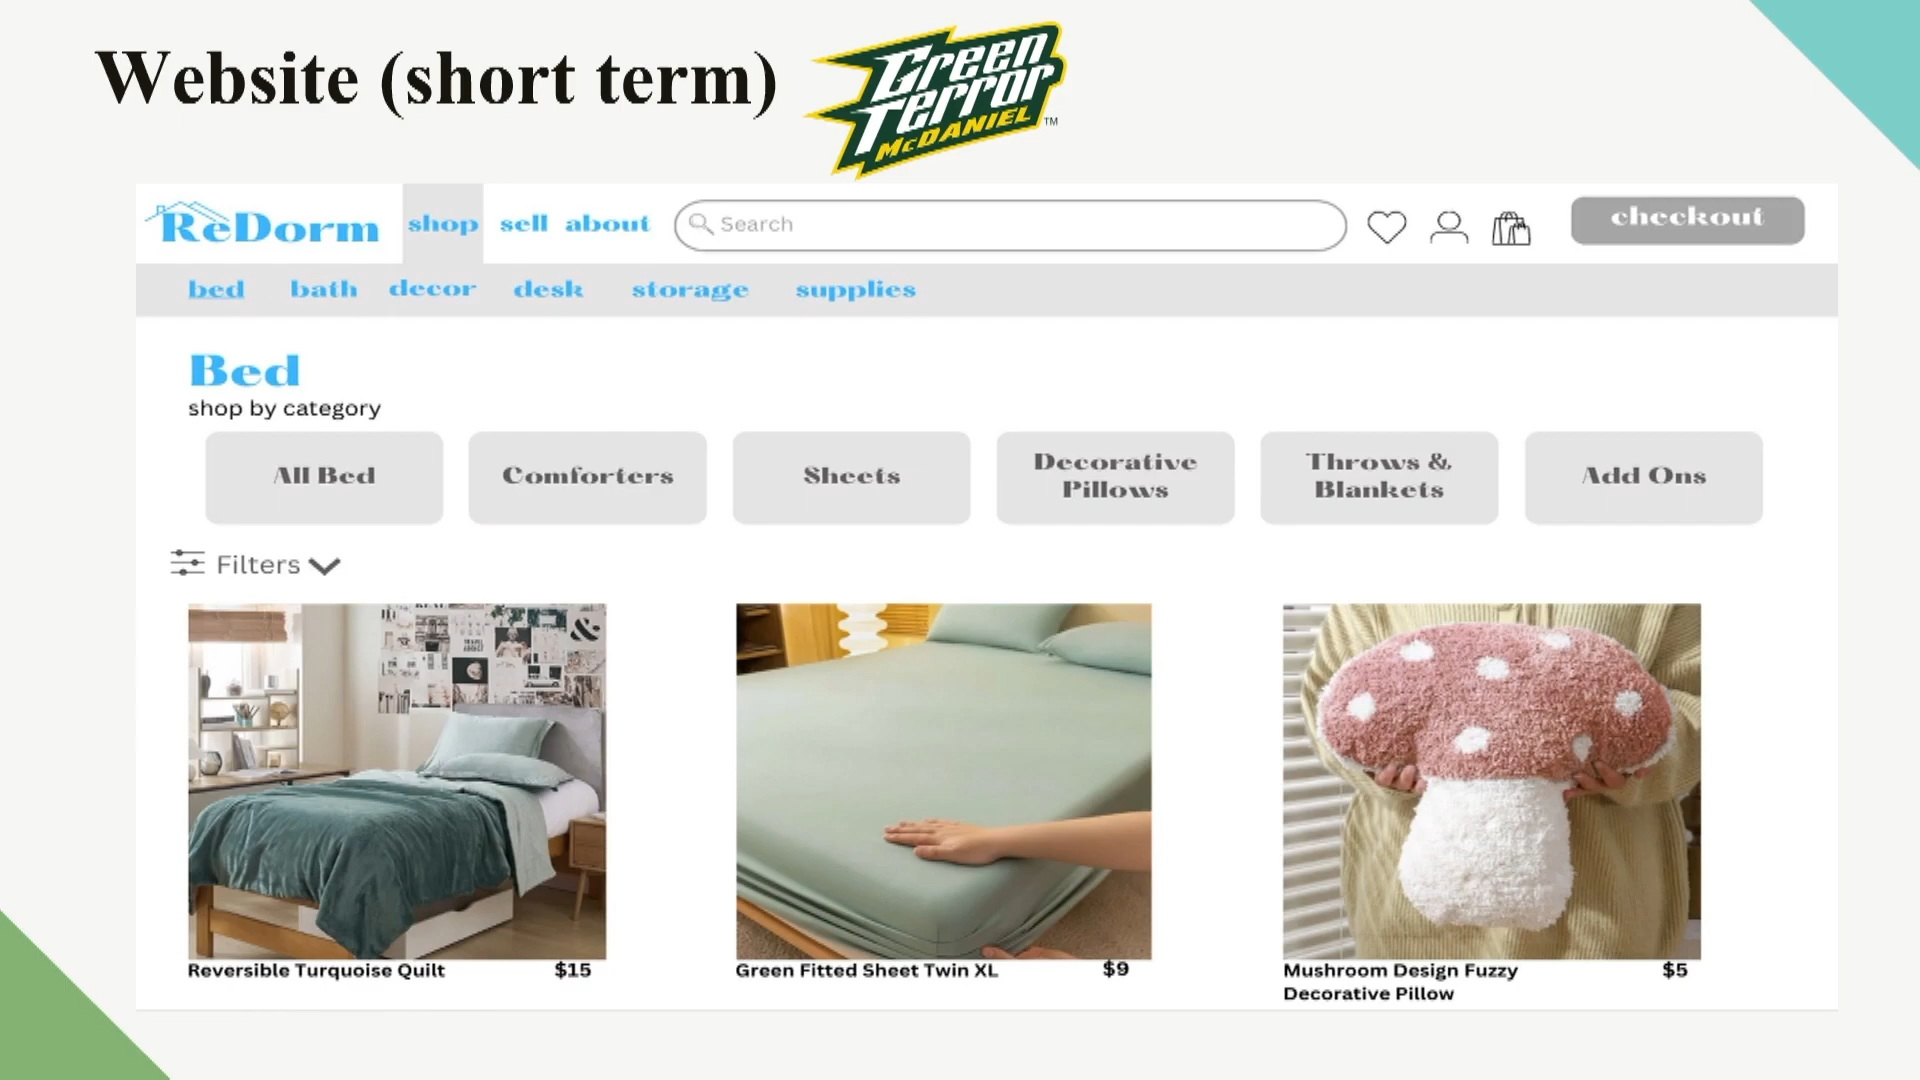 Website (short term)
Green
Terror
McDANIEL
TM
ReDorm
shop sell about
Search
checkout
bed bath decor desk storage supplies
Bed
shop by category
All Bed
Comforters
Sheets
Decorative
Pillows
Throws &
Blankets
Add Ons
Filters
&
Reversible Turquoise Quilt $15
Green Fitted Sheet Twin XL $9
Mushroom Design Fuzzy $5
Decorative Pillow